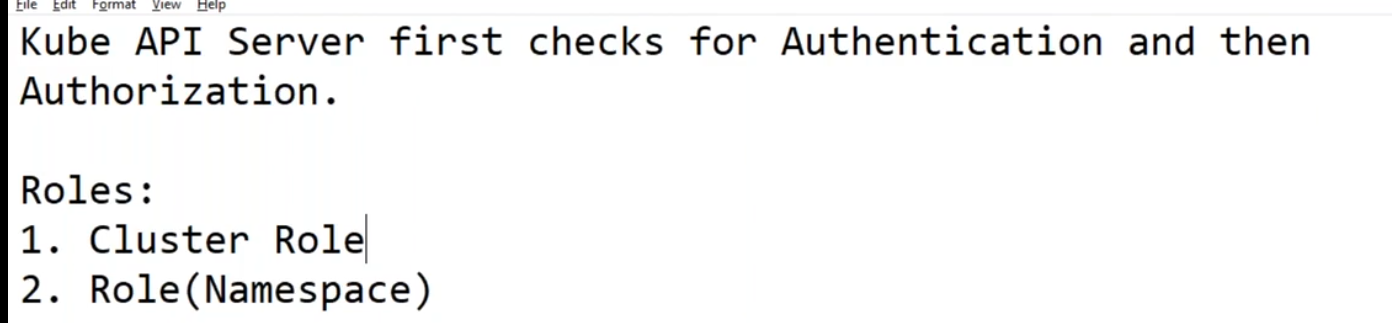 File Edit Format View Help
Kube API Server first checks for Authentication and then
Authorization.
Roles:
1. Cluster Role
2. Role(Namespace)